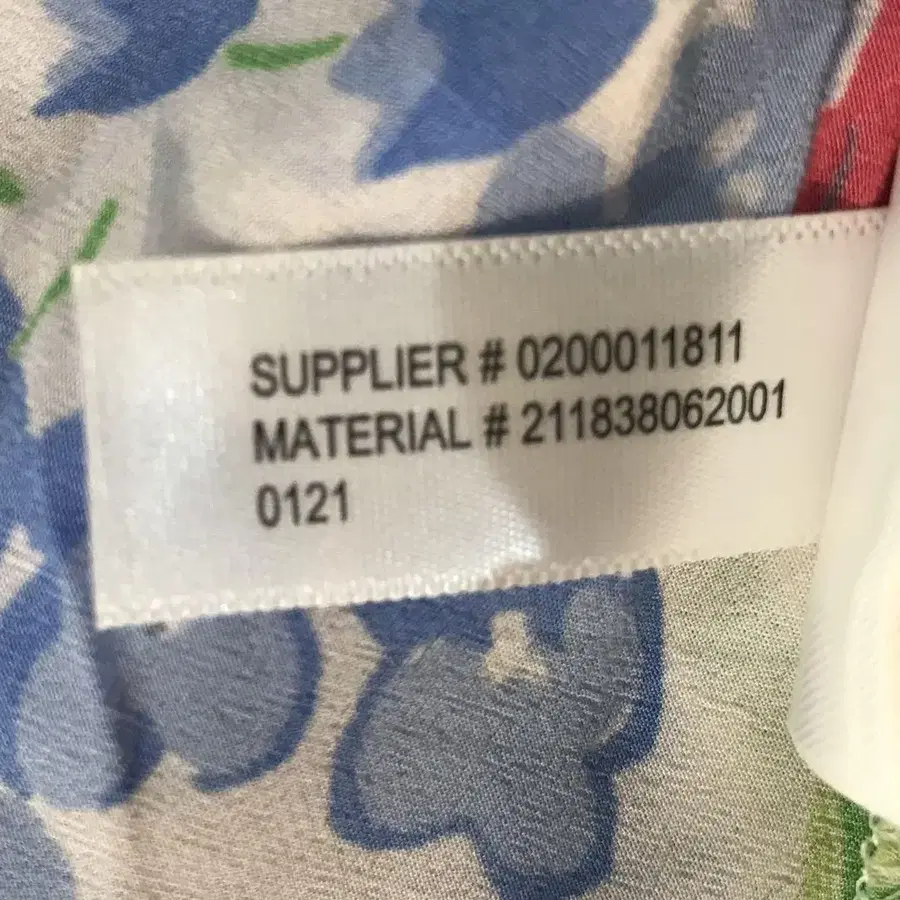 SUPPLIER # 0200011811
MATERIAL # 211838062001
0121